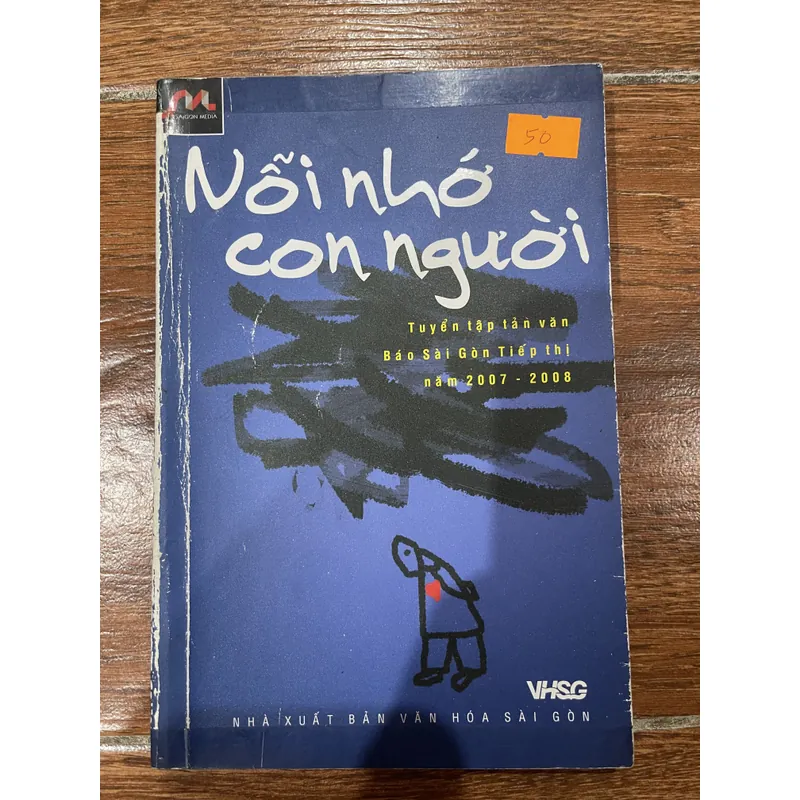 SAIGON MEDIA
50
Nỗi nhớ
con người
Tuyển tập tản văn
Báo Sài Gòn Tiếp thị
năm 2007 - 2008
VHSG
NHÀ XUẤT BẢN VĂN HÓA SÀI GÒN